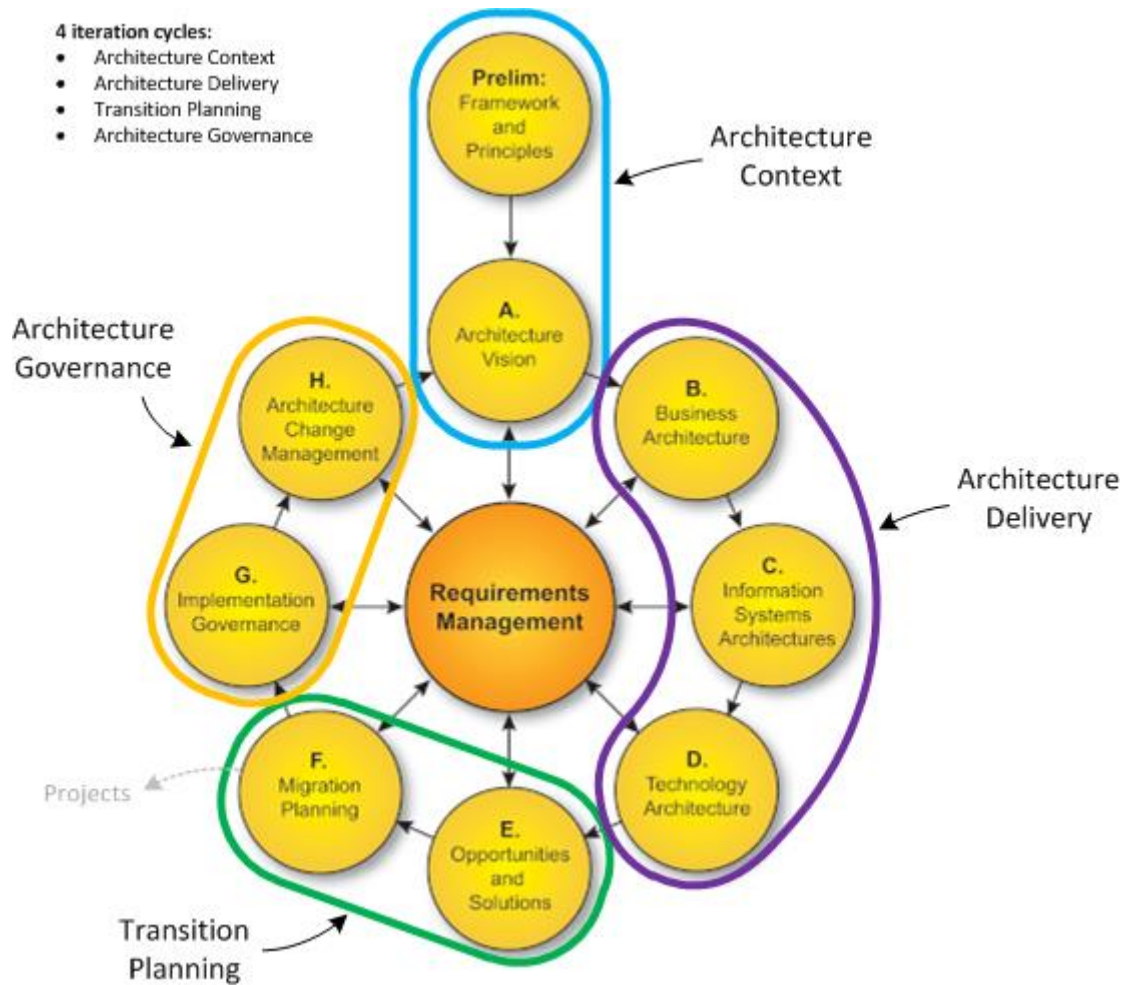 4 iteration cycles:
• Architecture Context
• Architecture Delivery
• Transition Planning
• Architecture Governance
Prelim:
Framework
and
Principles
Architecture
Context
A.
Architecture
Vision
Architecture
Governance
H.
Architecture
Change
Management
B.
Business
Architecture
Architecture
Delivery
G.
Implementation
Governance
Requirements
Management
C.
Information
Systems
Architectures
Projects
F.
Migration
Planning
D.
Technology
Architecture
E.
Opportunities
and
Solutions
Transition
Planning